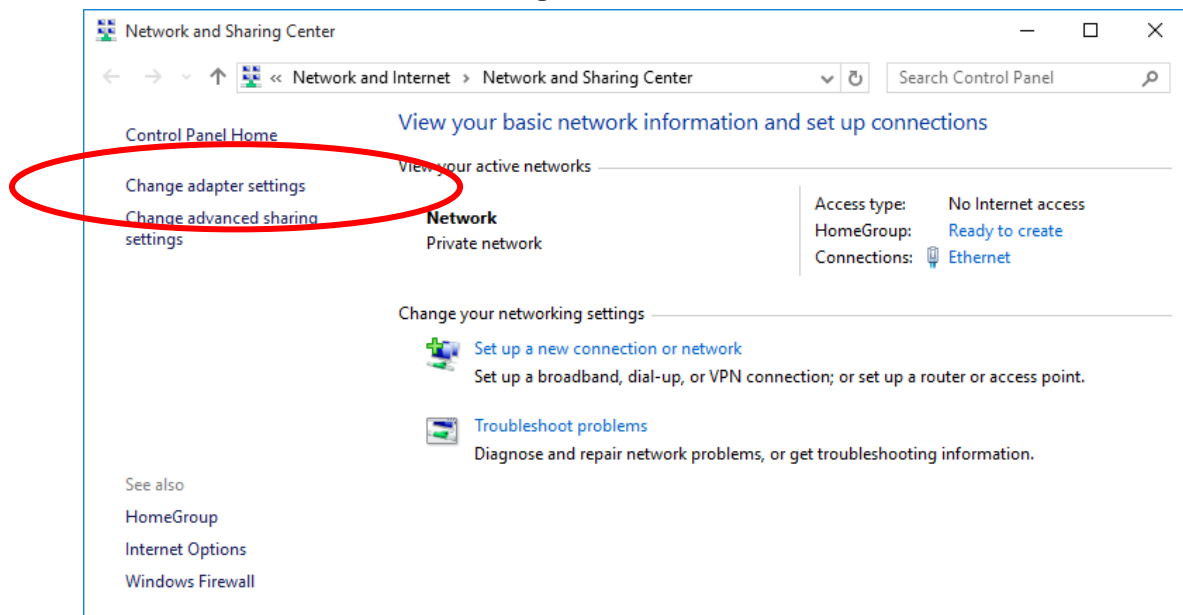 Network and Sharing Center
« Network and Internet > Network and Sharing Center
Search Control Panel
Control Panel Home
Change adapter settings
Change advanced sharing
settings
View your basic network information and set up connections
View your active networks
Network
Private network
Access type: No Internet access
HomeGroup: Ready to create
Connections: Ethernet
Change your networking settings
Set up a new connection or network
Set up a broadband, dial-up, or VPN connection; or set up a router or access point.
Troubleshoot problems
Diagnose and repair network problems, or get troubleshooting information.
See also
HomeGroup
Internet Options
Windows Firewall